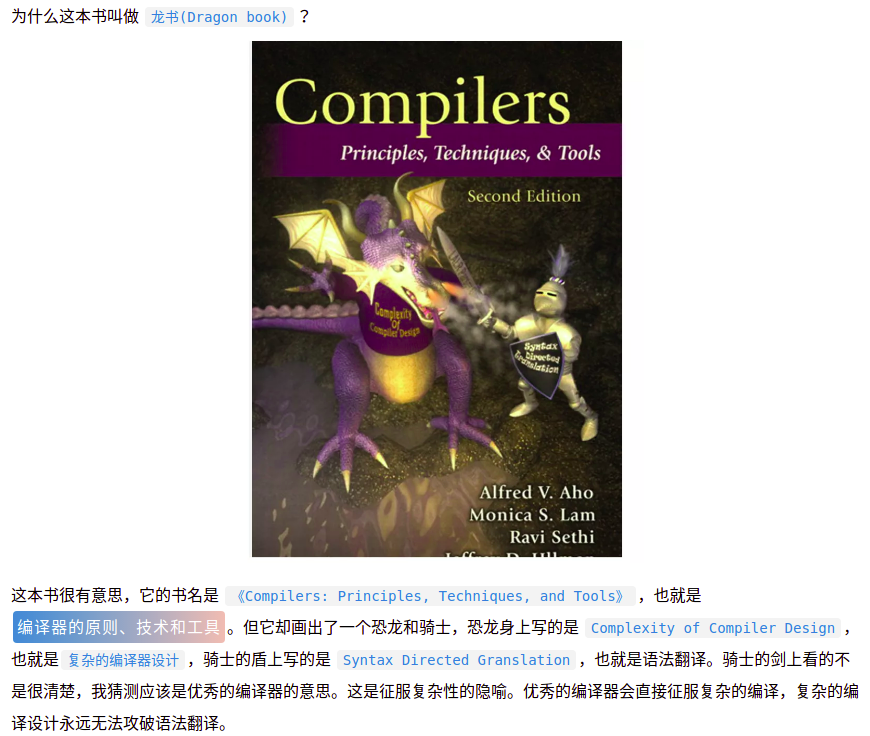 为什么这本书叫做 龙书(Dragon book) ？
Compilers
Principles, Techniques, & Tools
Second Edition
Complexity
Of
Compiler Design
Syntax
Directed
Translation
Alfred V. Aho
Monica S. Lam
Ravi Sethi
Jeffrey D. Ullman
这本书很有意思，它的书名是 《Compilers: Principles, Techniques, and Tools》 ，也就是
编译器的原则、技术和工具 。但它却画出了一个恐龙和骑士，恐龙身上写的是 Complexity of Compiler Design ，
也就是 复杂的编译器设计 ，骑士的盾上写的是 Syntax Directed Granslation ，也就是语法翻译。骑士的剑上看的不
是很清楚，我猜测应该是优秀的编译器的意思。这是征服复杂性的隐喻。优秀的编译器会直接征服复杂的编译，复杂的编
译设计永远无法攻破语法翻译。